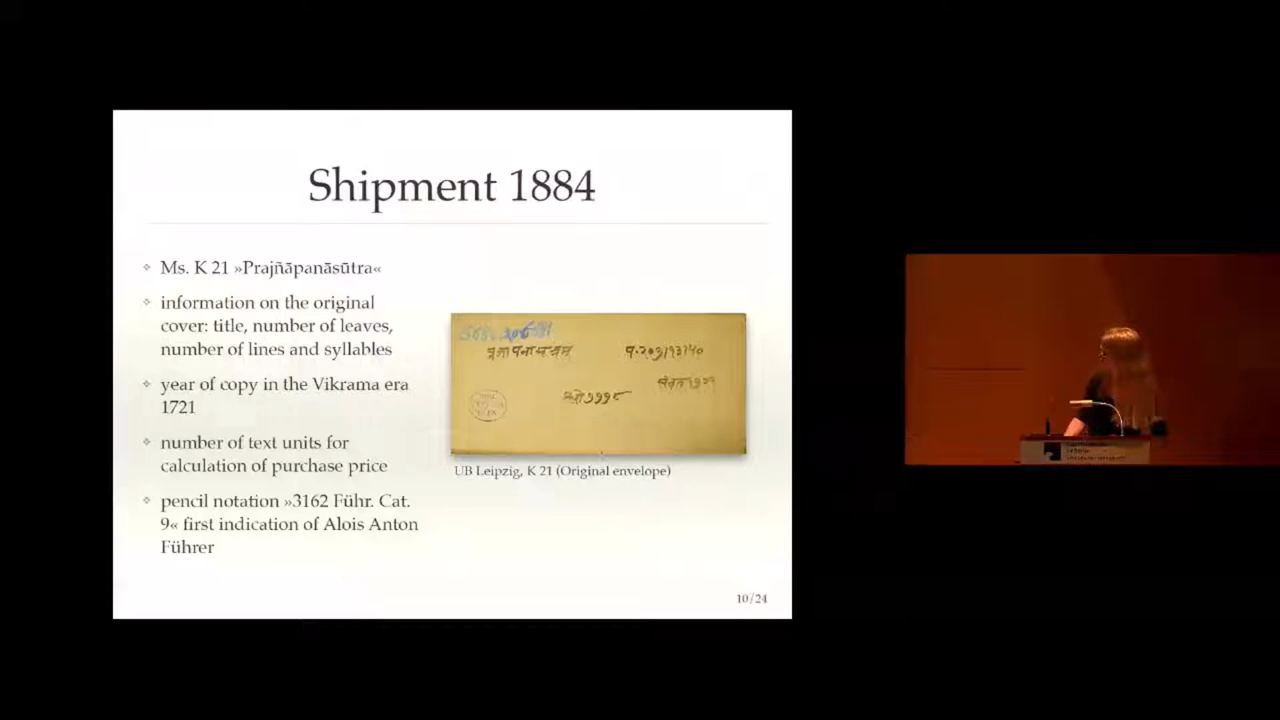 Shipment 1884
Ms. K 21 »Prajñāpanāsūtra«
information on the original
cover: title, number of leaves,
number of lines and syllables
year of copy in the Vikrama era
1721
number of text units for
calculation of purchase price
pencil notation »3162 Führ. Cat.
9« first indication of Alois Anton
Führer
UB Leipzig, K 21 (Original envelope)
10/24